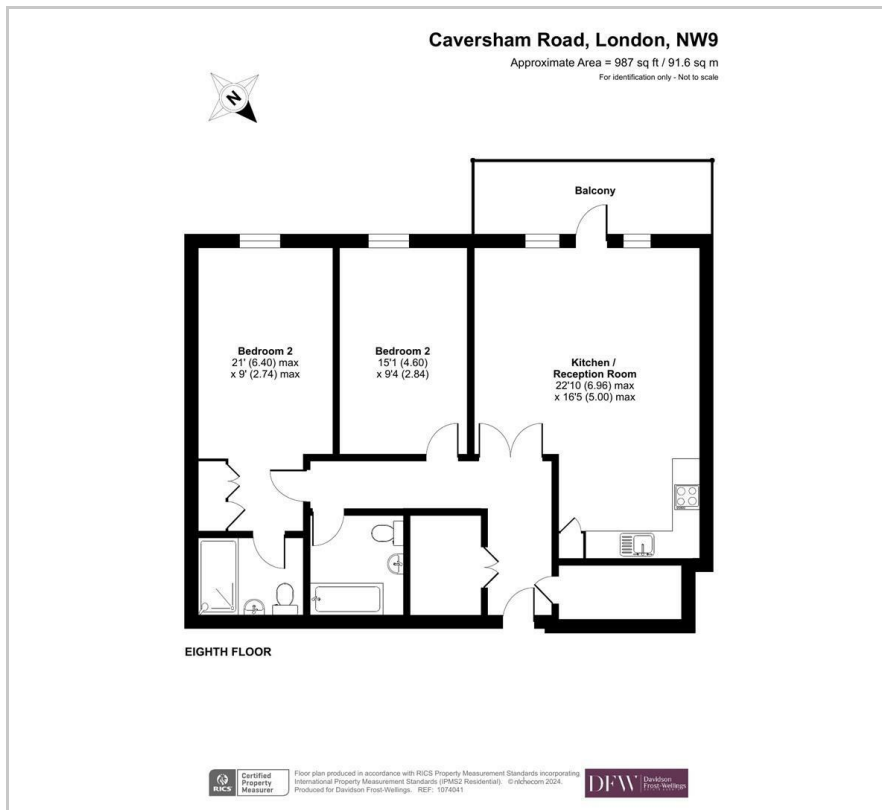 Caversham Road, London, NW9
Approximate Area = 987 sq ft / 91.6 sq m
For identification only - Not to scale
N
Balcony
Bedroom 2
21' (6.40) max
x 9' (2.74) max
Bedroom 2
15'1 (4.60)
x 9'4 (2.84)
Kitchen /
Reception Room
22'10 (6.96) max
x 16'5 (5.00) max
EIGHTH FLOOR
RICS
Certified
Property
Measurer
Floor plan produced in accordance with RICS Property Measurement Standards incorporating
International Property Measurement Standards (IPMS2 Residential). © nichecom 2024.
Produced for Davidson Frost-Wellings. REF: 1074041
DFW
Davidson
Frost-Wellings